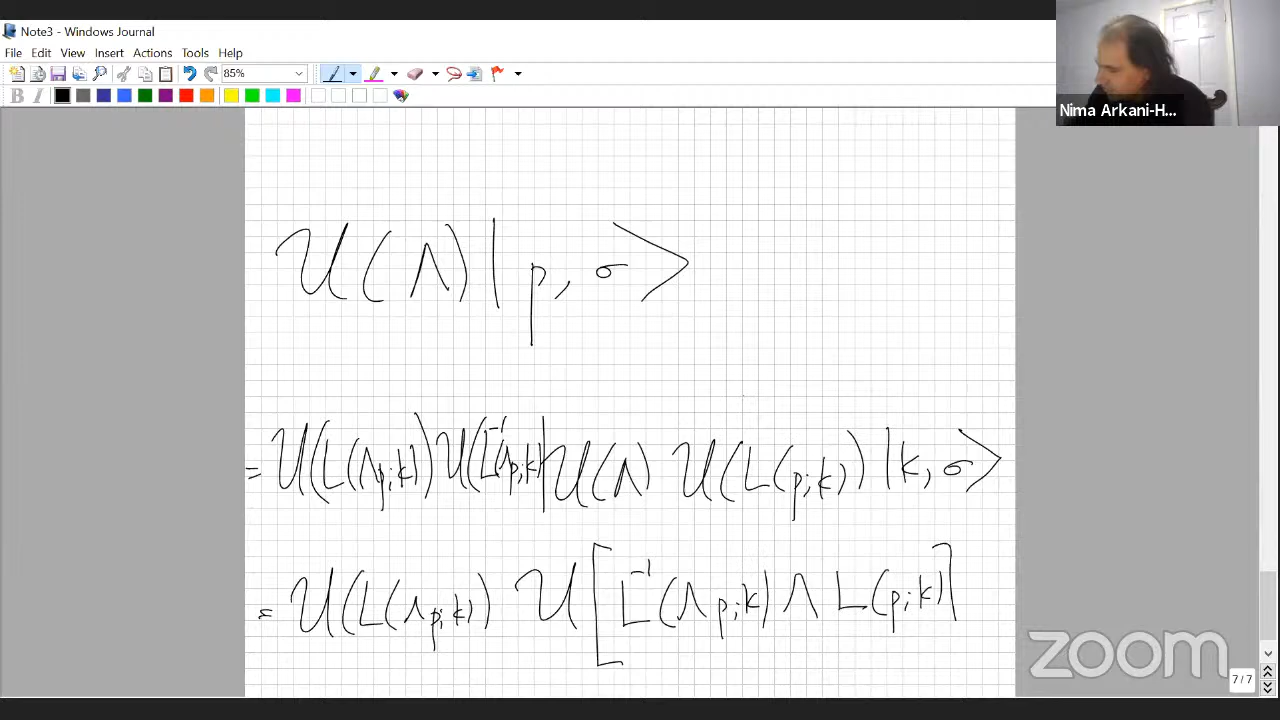 Note3 - Windows Journal
File Edit View Insert Actions Tools Help
85%
B I
Nima Arkani-H...
U(Λ)|p,σ>
= U(L(Λp;k)) U(L⁻¹(Λp;k)) U(Λ) U(L(p;k)) |k,σ>
= U(L(Λp;k)) U[L⁻¹(Λp;k) Λ L(p;k)]
zoom
7 / 7